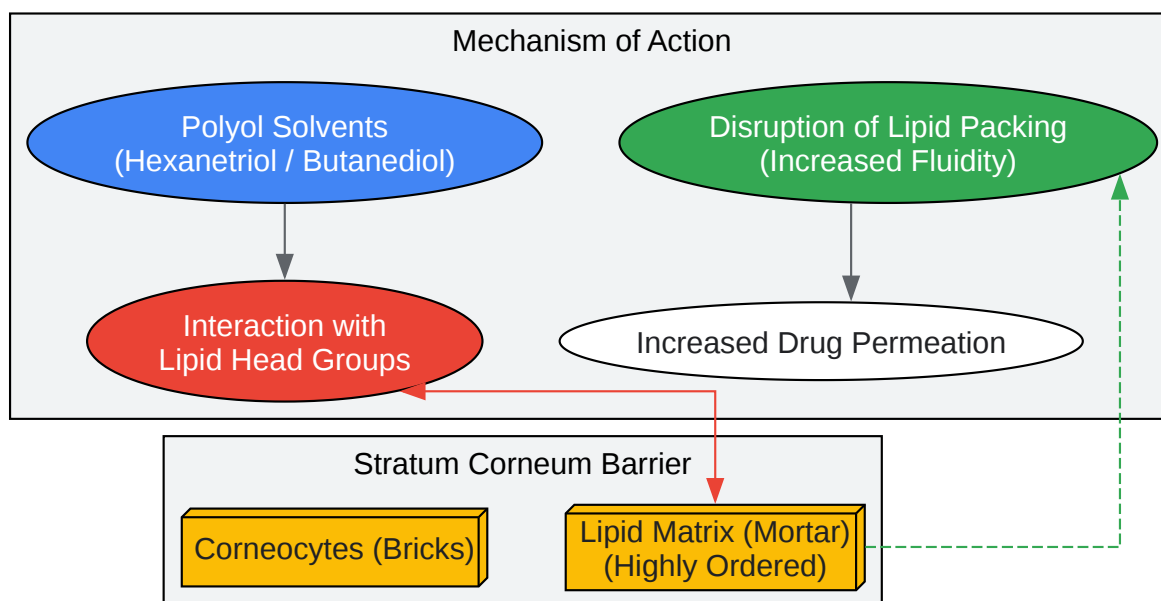 Mechanism of Action
Polyol Solvents
(Hexanetriol / Butanediol)
Disruption of Lipid Packing
(Increased Fluidity)
Interaction with
Lipid Head Groups
Increased Drug Permeation
Stratum Corneum Barrier
Corneocytes (Bricks)
Lipid Matrix (Mortar)
(Highly Ordered)